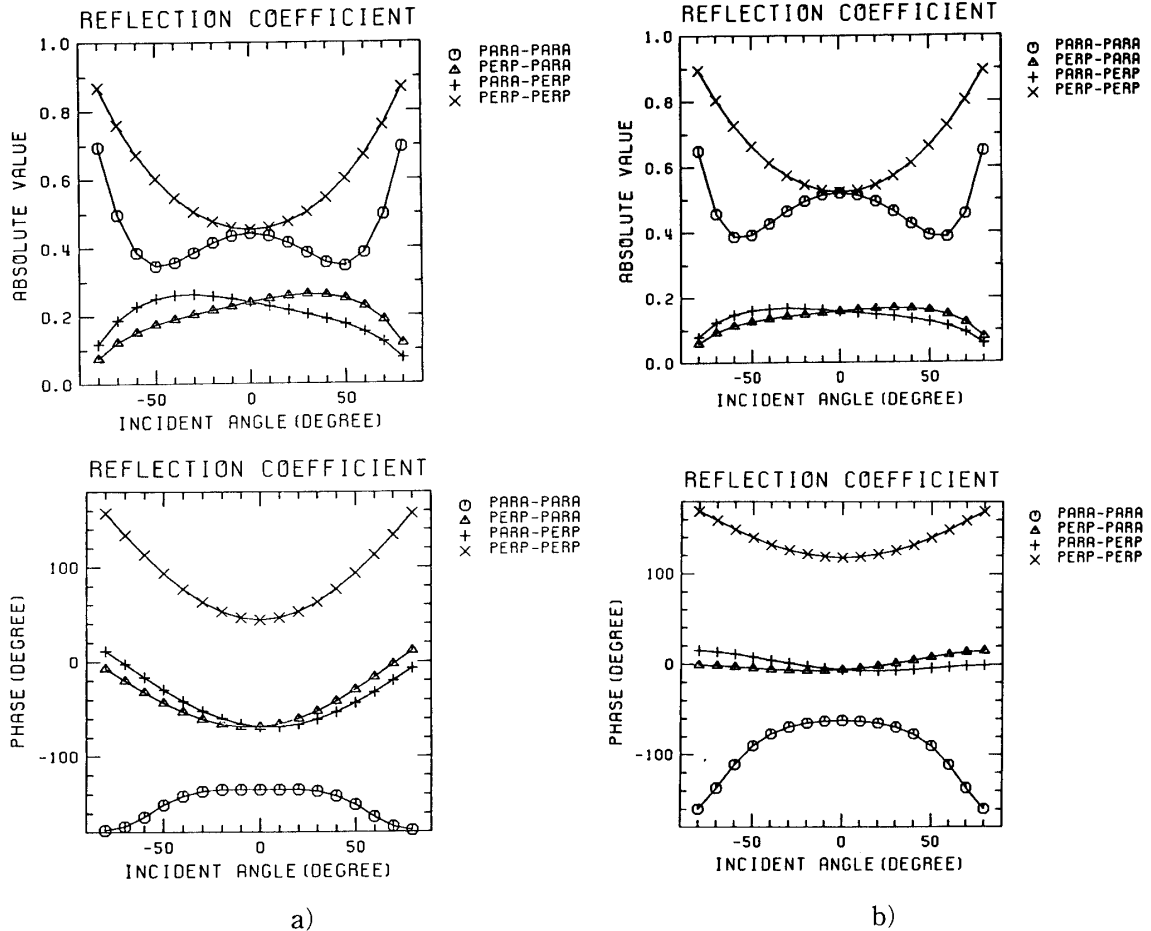 REFLECTION COEFFICIENT
1.0
0.8
0.6
0.4
0.2
0.0
ABSOLUTE VALUE
-50
0
50
INCIDENT ANGLE (DEGREE)
PARA-PARA
PERP-PARA
PARA-PERP
PERP-PERP
REFLECTION COEFFICIENT
1.0
0.8
0.6
0.4
0.2
0.0
ABSOLUTE VALUE
-50
0
50
INCIDENT ANGLE (DEGREE)
PARA-PARA
PERP-PARA
PARA-PERP
PERP-PERP
REFLECTION COEFFICIENT
100
0
-100
PHASE (DEGREE)
-50
0
50
INCIDENT ANGLE (DEGREE)
PARA-PARA
PERP-PARA
PARA-PERP
PERP-PERP
a)
REFLECTION COEFFICIENT
100
0
-100
PHASE (DEGREE)
-50
0
50
INCIDENT ANGLE (DEGREE)
PARA-PARA
PERP-PARA
PARA-PERP
PERP-PERP
b)